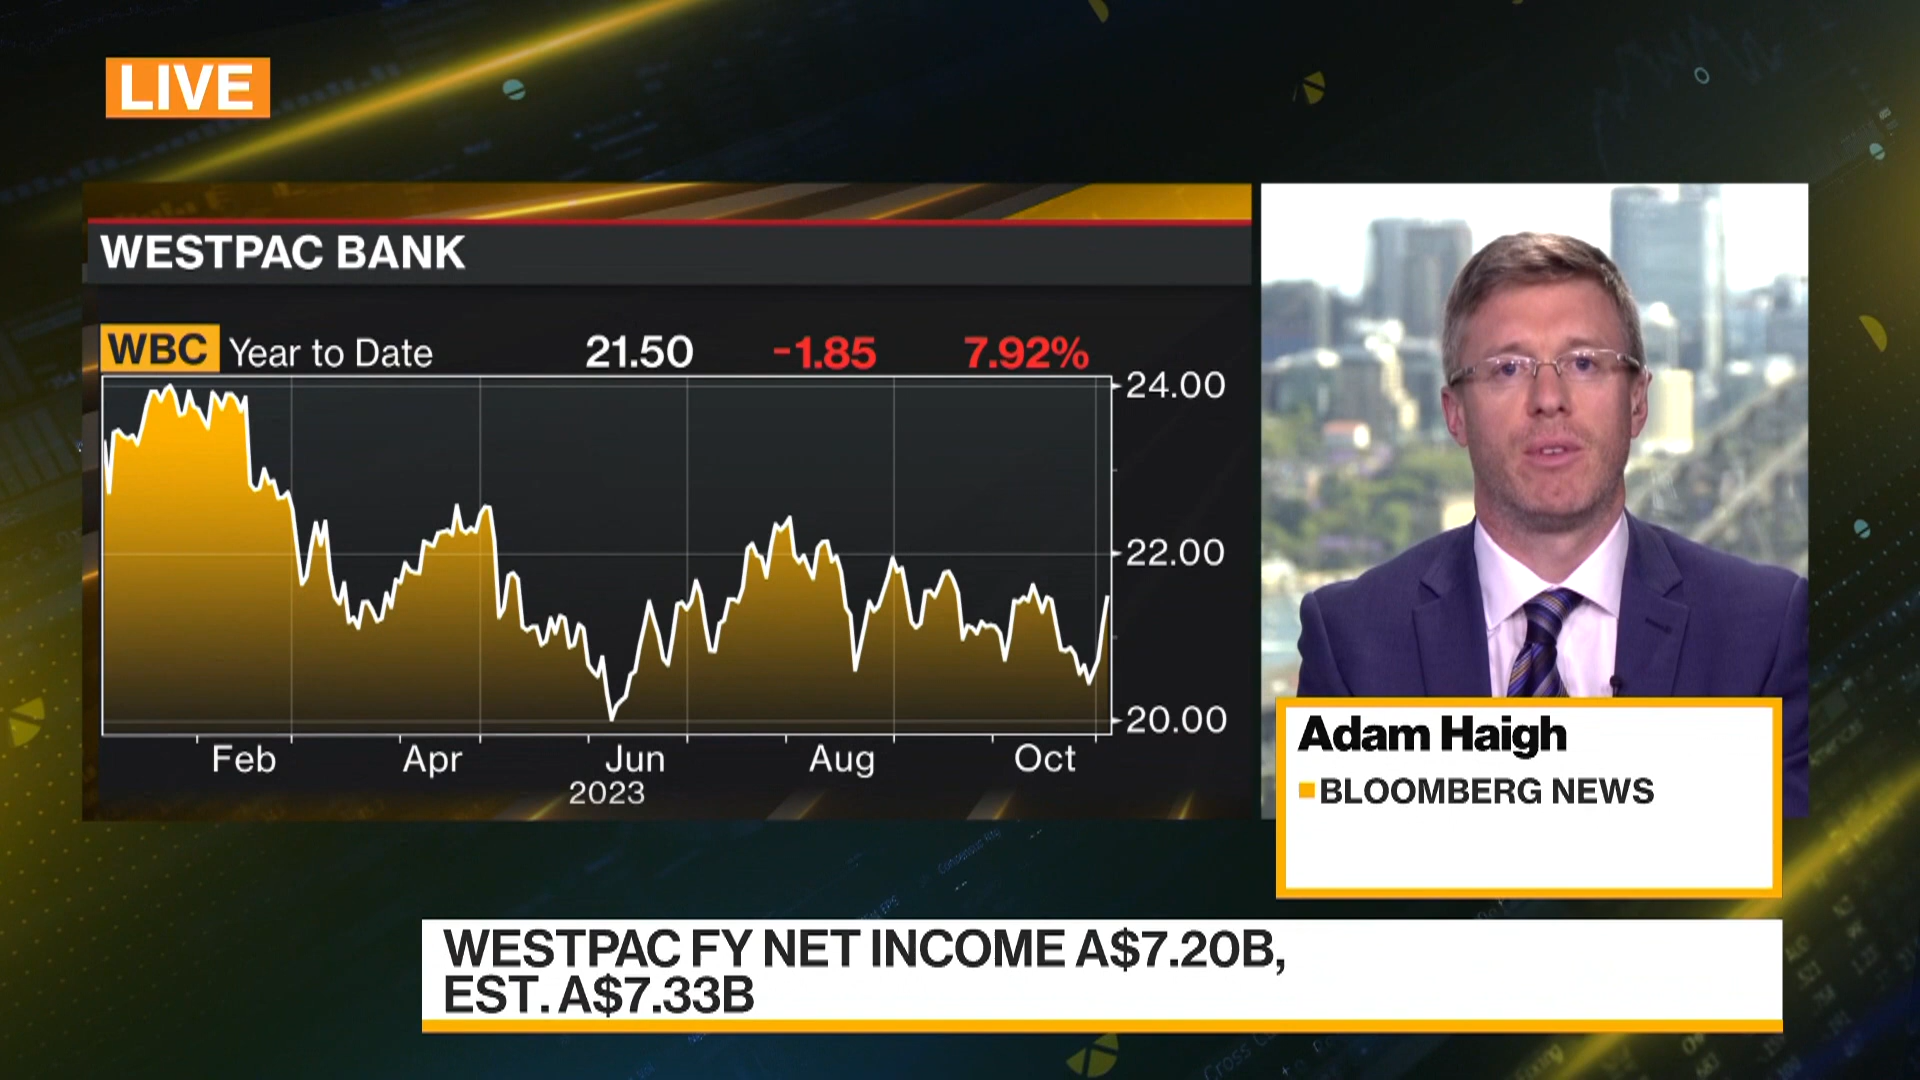 LIVE
WESTPAC BANK
WBC Year to Date 21.50 -1.85 7.92%
24.00
22.00
20.00
Feb Apr Jun Aug Oct
2023
Adam Haigh
BLOOMBERG NEWS
WESTPAC FY NET INCOME A$7.20B,
EST. A$7.33B